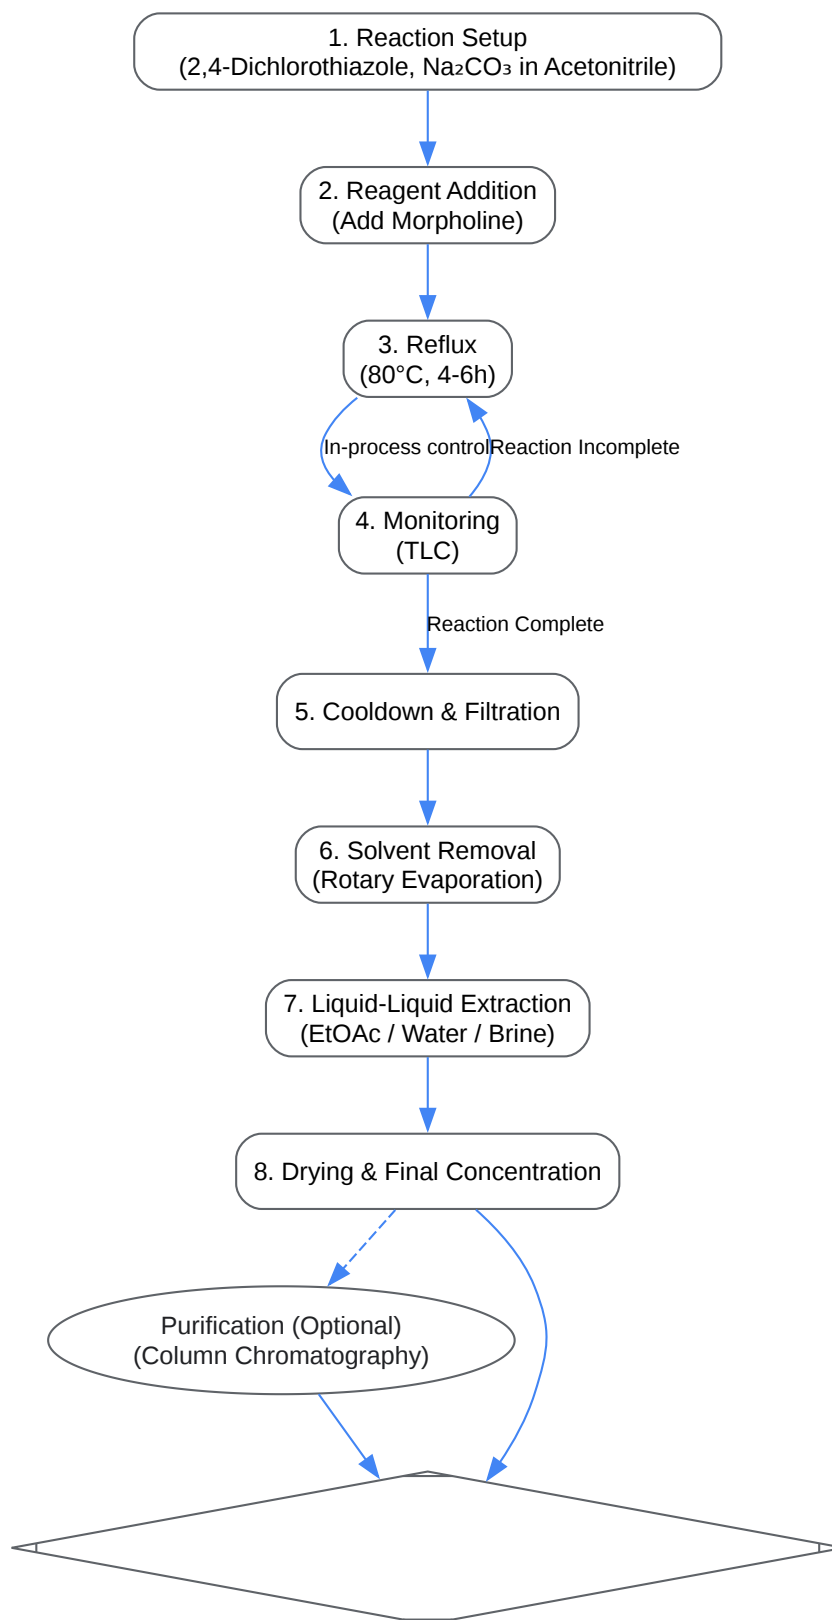 1. Reaction Setup
(2,4-Dichlorothiazole, Na₂CO₃ in Acetonitrile)
2. Reagent Addition
(Add Morpholine)
3. Reflux
(80°C, 4-6h)
In-process control
Reaction Incomplete
4. Monitoring
(TLC)
Reaction Complete
5. Cooldown & Filtration
6. Solvent Removal
(Rotary Evaporation)
7. Liquid-Liquid Extraction
(EtOAc / Water / Brine)
8. Drying & Final Concentration
Purification (Optional)
(Column Chromatography)